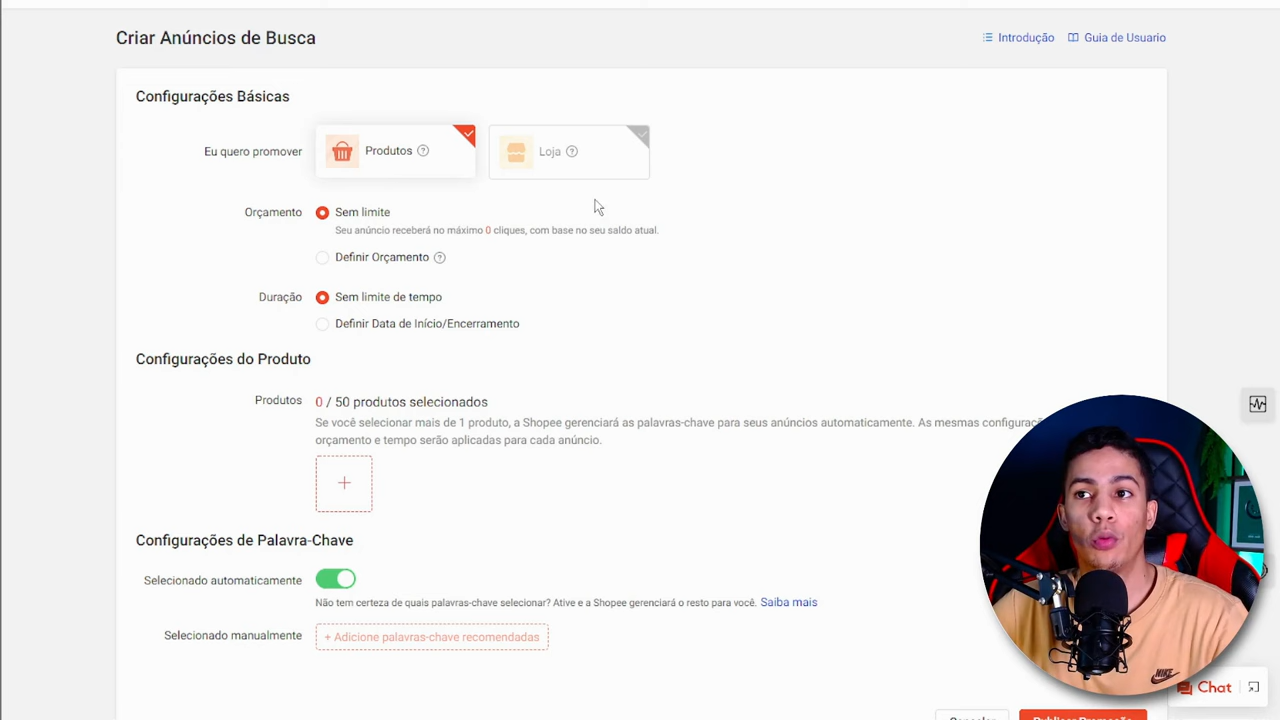 Criar Anúncios de Busca
Introdução
Guia de Usuario
Configurações Básicas
Eu quero promover
Produtos
Loja
Orçamento
Sem limite
Seu anúncio receberá no máximo 0 cliques, com base no seu saldo atual.
Definir Orçamento
Duração
Sem limite de tempo
Definir Data de Início/Encerramento
Configurações do Produto
Produtos
0 / 50 produtos selecionados
Se você selecionar mais de 1 produto, a Shopee gerenciará as palavras-chave para seus anúncios automaticamente. As mesmas
orçamento e tempo serão aplicadas para cada anúncio.
Configurações de Palavra-Chave
Selecionado automaticamente
Não tem certeza de quais palavras-chave selecionar? Ative e a Shopee gerenciará o resto para você. Saiba mais
Selecionado manualmente
+ Adicione palavras-chave recomendadas
Chat
Cancelar
Publicar Promoção